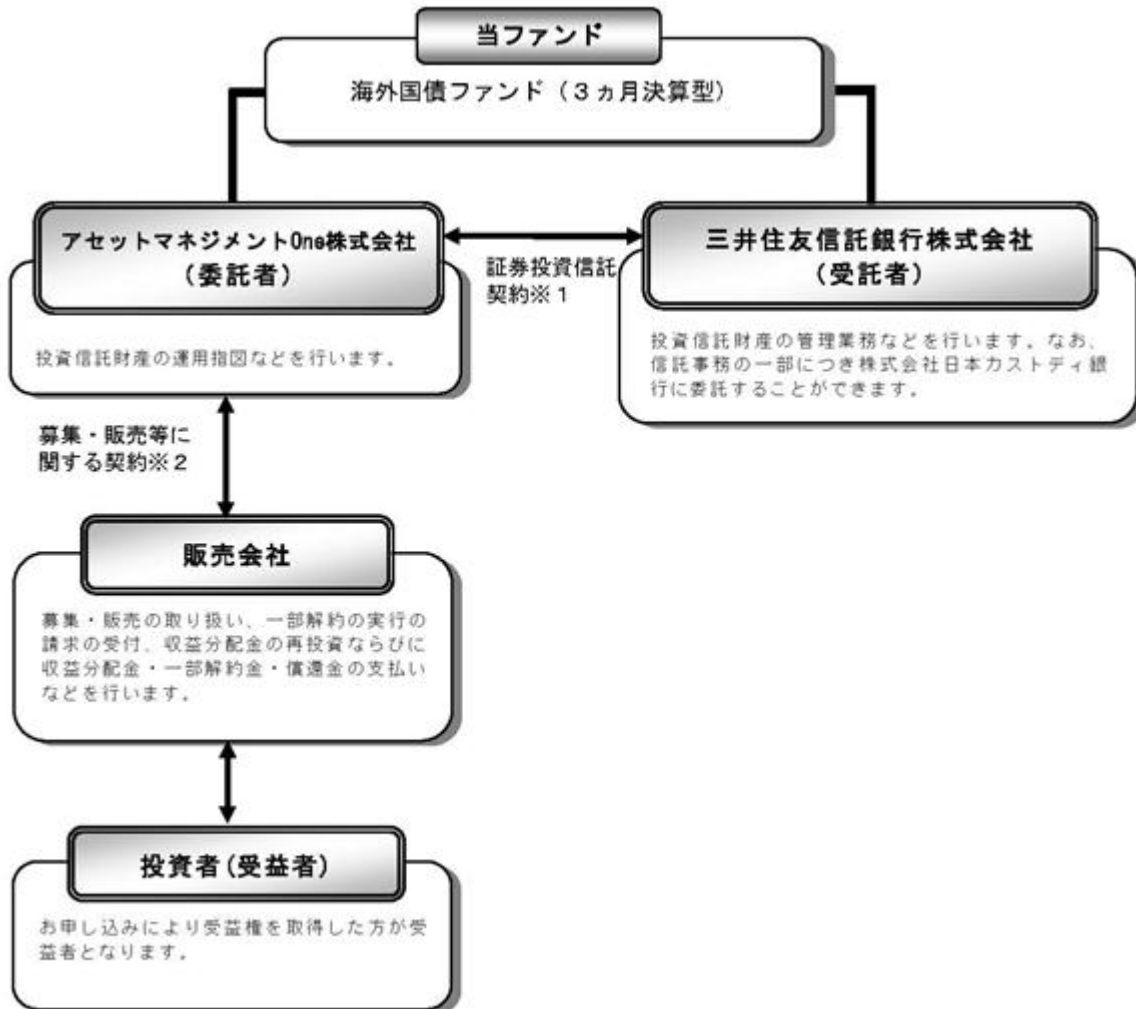 当ファンド
海外国債ファンド（３ヵ月決算型）
アセットマネジメントOne株式会社
（委託者）
投資信託財産の運用指図などを行います。
証券投資信託
契約※１
三井住友信託銀行株式会社
（受託者）
投資信託財産の管理業務などを行います。なお、
信託事務の一部につき株式会社日本カストディ銀
行に委託することができます。
募集・販売等に
関する契約※２
販売会社
募集・販売の取り扱い、一部解約の実行の
請求の受付、収益分配金の再投資ならびに
収益分配金・一部解約金・償還金の支払い
などを行います。
投資者(受益者)
お申し込みにより受益権を取得した方が受
益者となります。